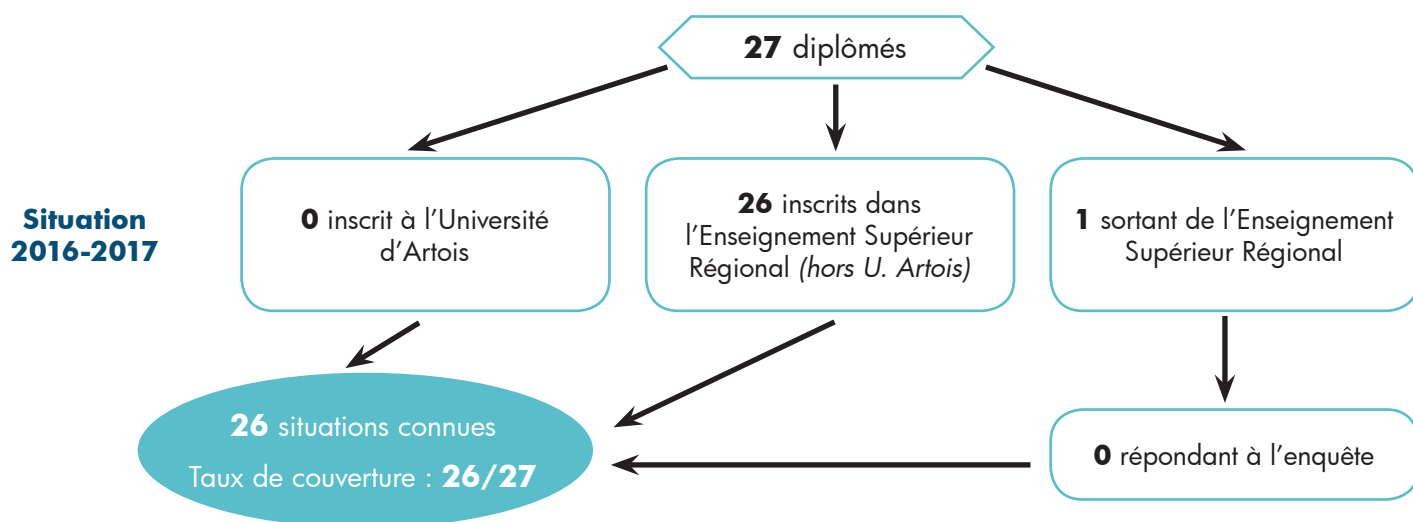 27 diplômés
Situation
2016-2017
0 inscrit à l'Université
d'Artois
26 inscrits dans
l'Enseignement Supérieur
Régional (hors U. Artois)
1 sortant de l'Enseignement
Supérieur Régional
26 situations connues
Taux de couverture : 26/27
0 répondant à l'enquête